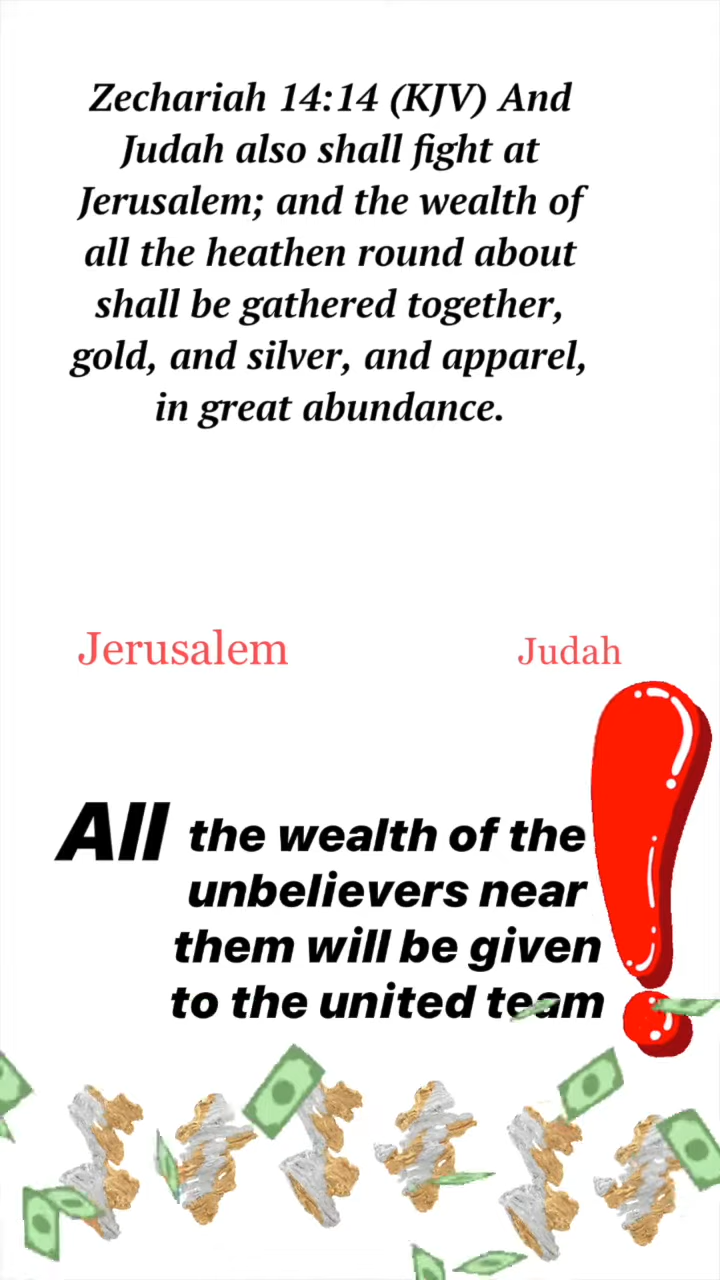 Zechariah 14:14 (KJV) And
Judah also shall fight at
Jerusalem; and the wealth of
all the heathen round about
shall be gathered together,
gold, and silver, and apparel,
in great abundance.
Jerusalem Judah
All the wealth of the
unbelievers near
them will be given
to the united team